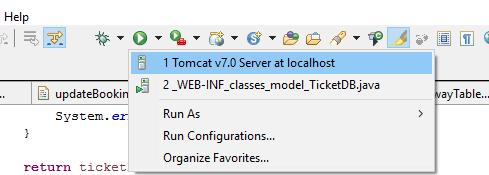 Help
1 Tomcat v7.0 Server at localhost
2 _WEB-INF_classes_model_TicketDB.java
Run As
Run Configurations...
Organize Favorites...
updateBookin
wayTable...
System.er
}
return ticket